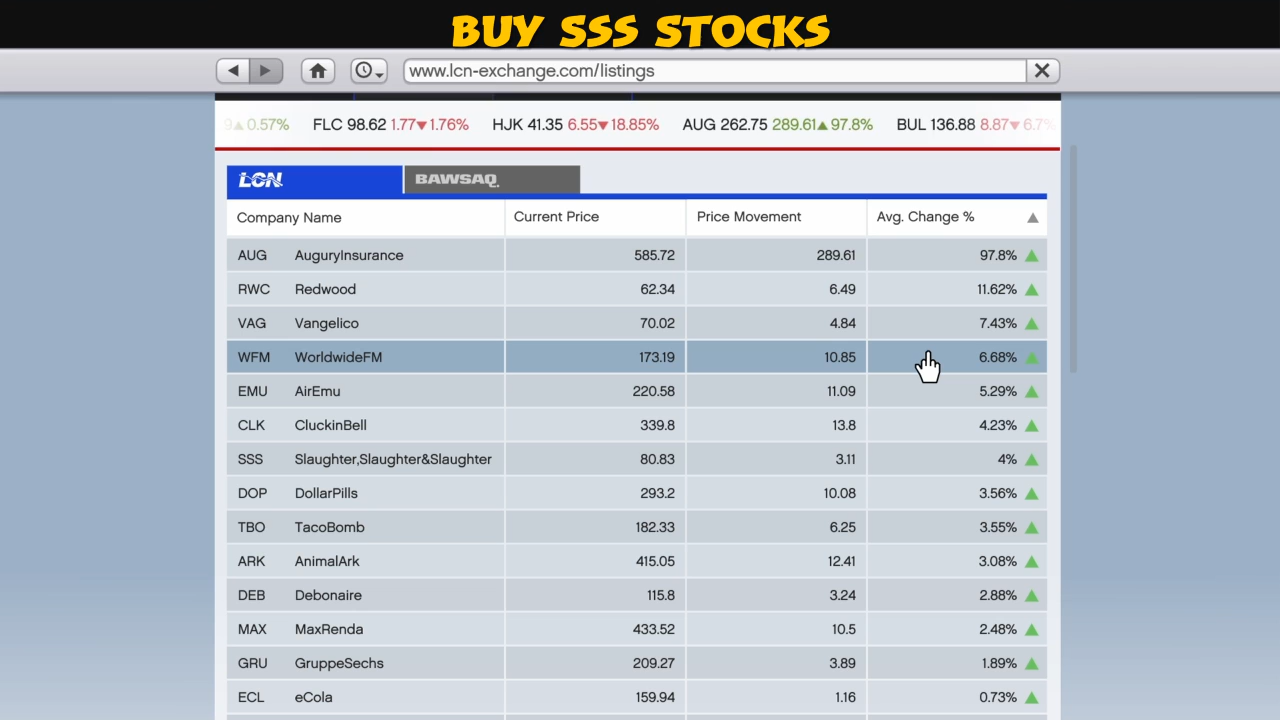 BUY SSS STOCKS
www.lcn-exchange.com/listings
9▲0.57% FLC 98.62 1.77▼1.76% HJK 41.35 6.55▼18.85% AUG 262.75 289.61▲97.8% BUL 136.88 8.87▼6.7%
LCN BAWSAQ.
Company Name Current Price Price Movement Avg. Change % ▲
AUG AuguryInsurance 585.72 289.61 97.8% ▲
RWC Redwood 62.34 6.49 11.62% ▲
VAG Vangelico 70.02 4.84 7.43% ▲
WFM WorldwideFM 173.19 10.85 6.68% ▲
EMU AirEmu 220.58 11.09 5.29% ▲
CLK CluckinBell 339.8 13.8 4.23% ▲
SSS Slaughter,Slaughter&Slaughter 80.83 3.11 4% ▲
DOP DollarPills 293.2 10.08 3.56% ▲
TBO TacoBomb 182.33 6.25 3.55% ▲
ARK AnimalArk 415.05 12.41 3.08% ▲
DEB Debonaire 115.8 3.24 2.88% ▲
MAX MaxRenda 433.52 10.5 2.48% ▲
GRU GruppeSechs 209.27 3.89 1.89% ▲
ECL eCola 159.94 1.16 0.73% ▲